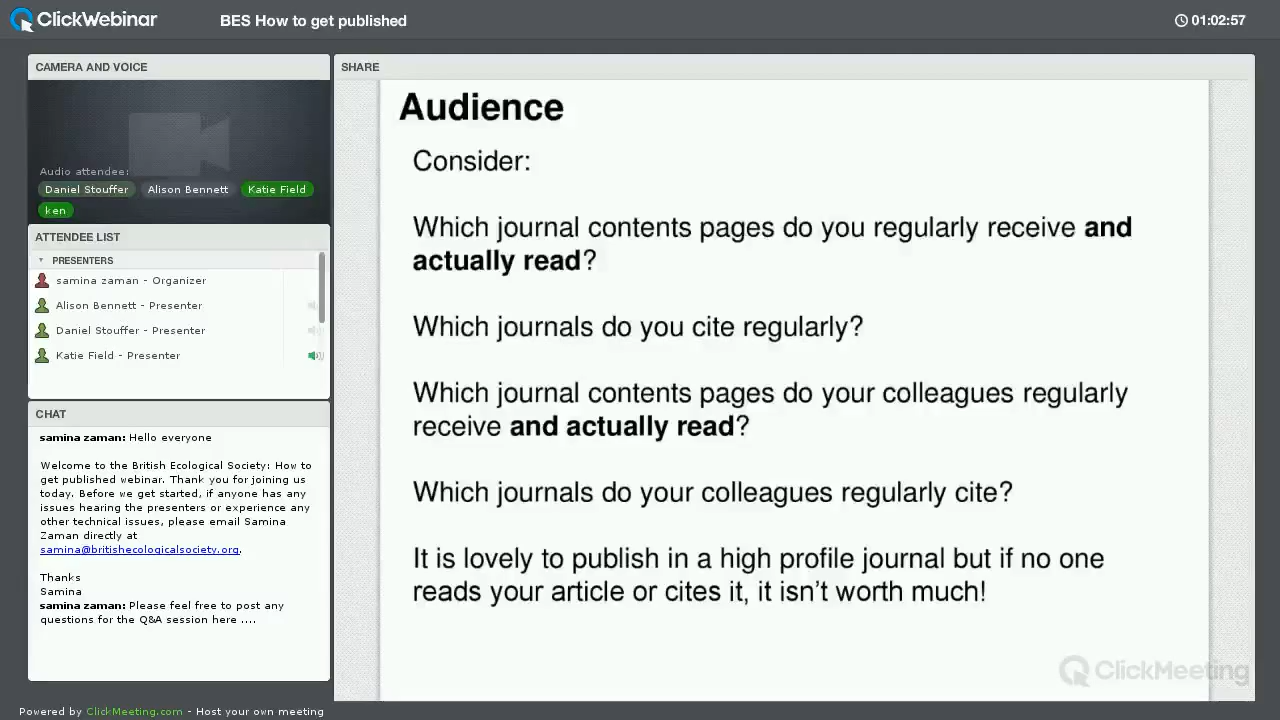 ClickWebinar
BES How to get published
01:02:57
CAMERA AND VOICE
Audio attendee:
Daniel Stouffer
Alison Bennett
Katie Field
ken
ATTENDEE LIST
PRESENTERS
samina zaman - Organizer
Alison Bennett - Presenter
Daniel Stouffer - Presenter
Katie Field - Presenter
CHAT
samina zaman: Hello everyone
Welcome to the British Ecological Society: How to
get published webinar. Thank you for joining us
today. Before we get started, if anyone has any
issues hearing the presenters or experience any
other technical issues, please email Samina
Zaman directly at
samina@britishecologicalsociety.org.
Thanks
Samina
samina zaman: Please feel free to post any
questions for the Q&A session here ....
SHARE
Audience
Consider:
Which journal contents pages do you regularly receive and
actually read?
Which journals do you cite regularly?
Which journal contents pages do your colleagues regularly
receive and actually read?
Which journals do your colleagues regularly cite?
It is lovely to publish in a high profile journal but if no one
reads your article or cites it, it isn't worth much!
ClickMeeting
Powered by ClickMeeting.com - Host your own meeting